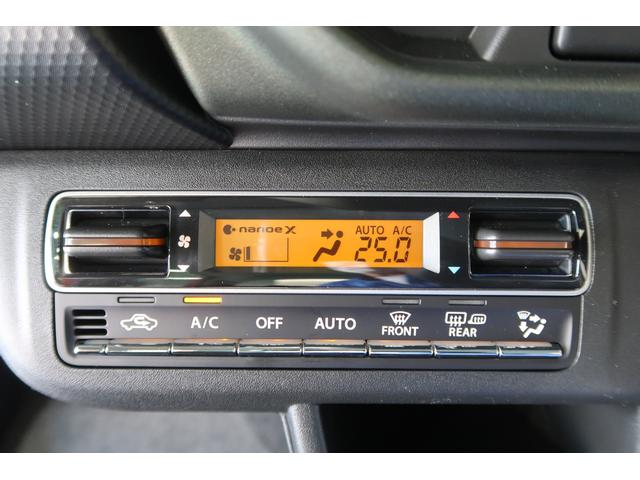 nanoe X
AUTO A/C
25.0
A/C OFF AUTO FRONT REAR